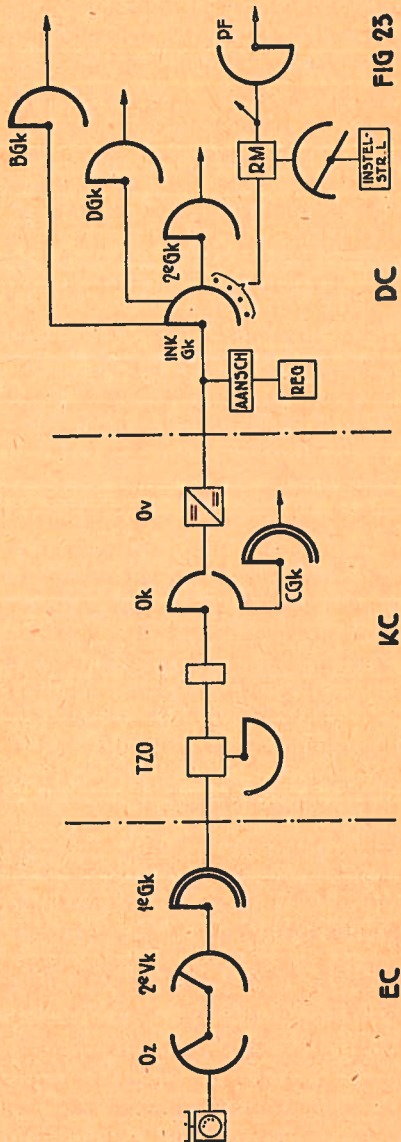 Oz
2eVk
1eGk
TZO
Ok
CGk
Ov
INK
Gk
AANSCH
REG
BGk
DGk
2eGk
RM
INSTEL-
STR. L
PF
EC
KC
DC
FIG 23